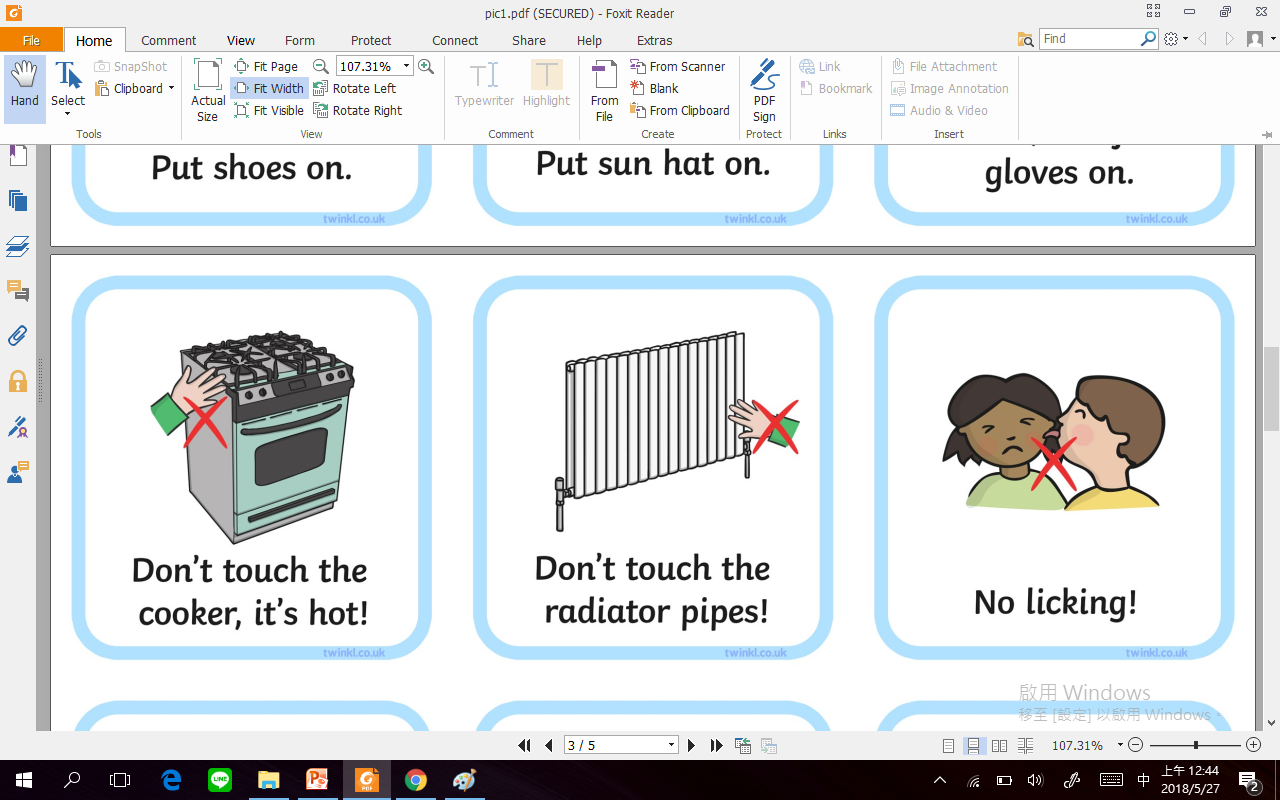 pic1.pdf (SECURED) - Foxit Reader
File Home Comment View Form Protect Connect Share Help Extras
Find
Hand
Select
SnapShot
Clipboard
Tools
Actual Size
Fit Page
Fit Width
Fit Visible
107.31%
Rotate Left
Rotate Right
View
Typewriter
Highlight
Comment
From File
From Scanner
Blank
From Clipboard
Create
PDF Sign
Protect
Link
Bookmark
Links
File Attachment
Image Annotation
Audio & Video
Insert
Put shoes on.
twinkl.co.uk
Put sun hat on.
twinkl.co.uk
gloves on.
twinkl.co.uk
Don't touch the
cooker, it's hot!
twinkl.co.uk
Don't touch the
radiator pipes!
twinkl.co.uk
No licking!
twinkl.co.uk
啟用 Windows
移至 [設定] 以啟用 Windows。
3 / 5
107.31%
LINE
PDF
中
上午 12:44
2018/5/27
2